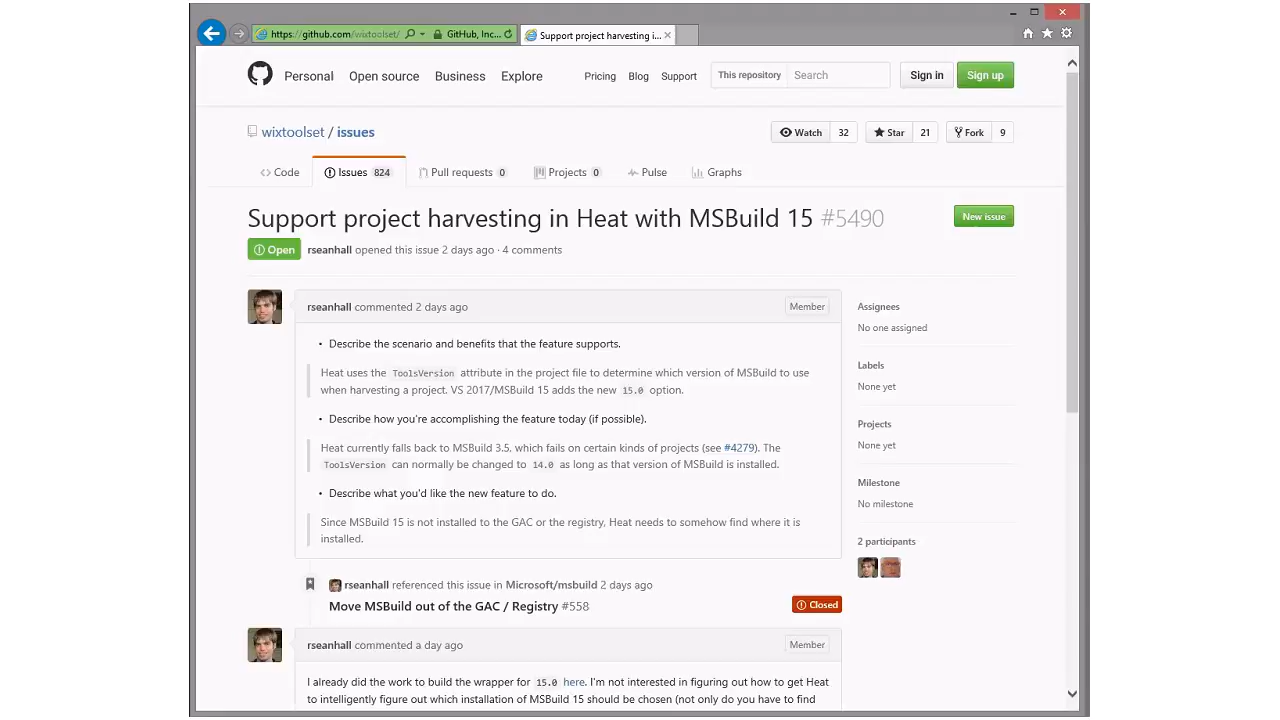 https://github.com/wixtoolset/ GitHub, Inc... Support project harvesting i...
Personal Open source Business Explore Pricing Blog Support This repository Search Sign in Sign up
wixtoolset / issues Watch 32 Star 21 Fork 9
Code Issues 824 Pull requests 0 Projects 0 Pulse Graphs
Support project harvesting in Heat with MSBuild 15 #5490 New issue
Open rseanhall opened this issue 2 days ago · 4 comments
rseanhall commented 2 days ago Member
• Describe the scenario and benefits that the feature supports.
Heat uses the ToolsVersion attribute in the project file to determine which version of MSBuild to use
when harvesting a project. VS 2017/MSBuild 15 adds the new 15.0 option.
• Describe how you're accomplishing the feature today (if possible).
Heat currently falls back to MSBuild 3.5, which fails on certain kinds of projects (see #4279). The
ToolsVersion can normally be changed to 14.0 as long as that version of MSBuild is installed.
• Describe what you'd like the new feature to do.
Since MSBuild 15 is not installed to the GAC or the registry, Heat needs to somehow find where it is
installed.
Assignees
No one assigned
Labels
None yet
Projects
None yet
Milestone
No milestone
2 participants
rseanhall referenced this issue in Microsoft/msbuild 2 days ago
Move MSBuild out of the GAC / Registry #558 Closed
rseanhall commented a day ago Member
I already did the work to build the wrapper for 15.0 here. I'm not interested in figuring out how to get Heat
to intelligently figure out which installation of MSBuild 15 should be chosen (not only do you have to find